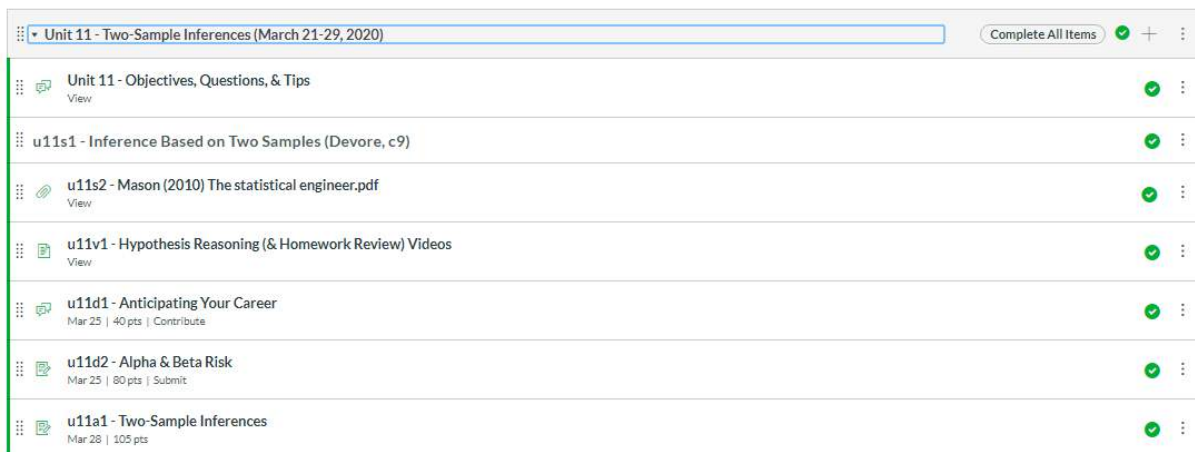 Unit 11 - Two-Sample Inferences (March 21-29, 2020) Complete All Items
Unit 11 - Objectives, Questions, & Tips
View
u11s1 - Inference Based on Two Samples (Devore, c9)
u11s2 - Mason (2010) The statistical engineer.pdf
View
u11v1 - Hypothesis Reasoning (& Homework Review) Videos
View
u11d1 - Anticipating Your Career
Mar 25 | 40 pts | Contribute
u11d2 - Alpha & Beta Risk
Mar 25 | 80 pts | Submit
u11a1 - Two-Sample Inferences
Mar 28 | 105 pts